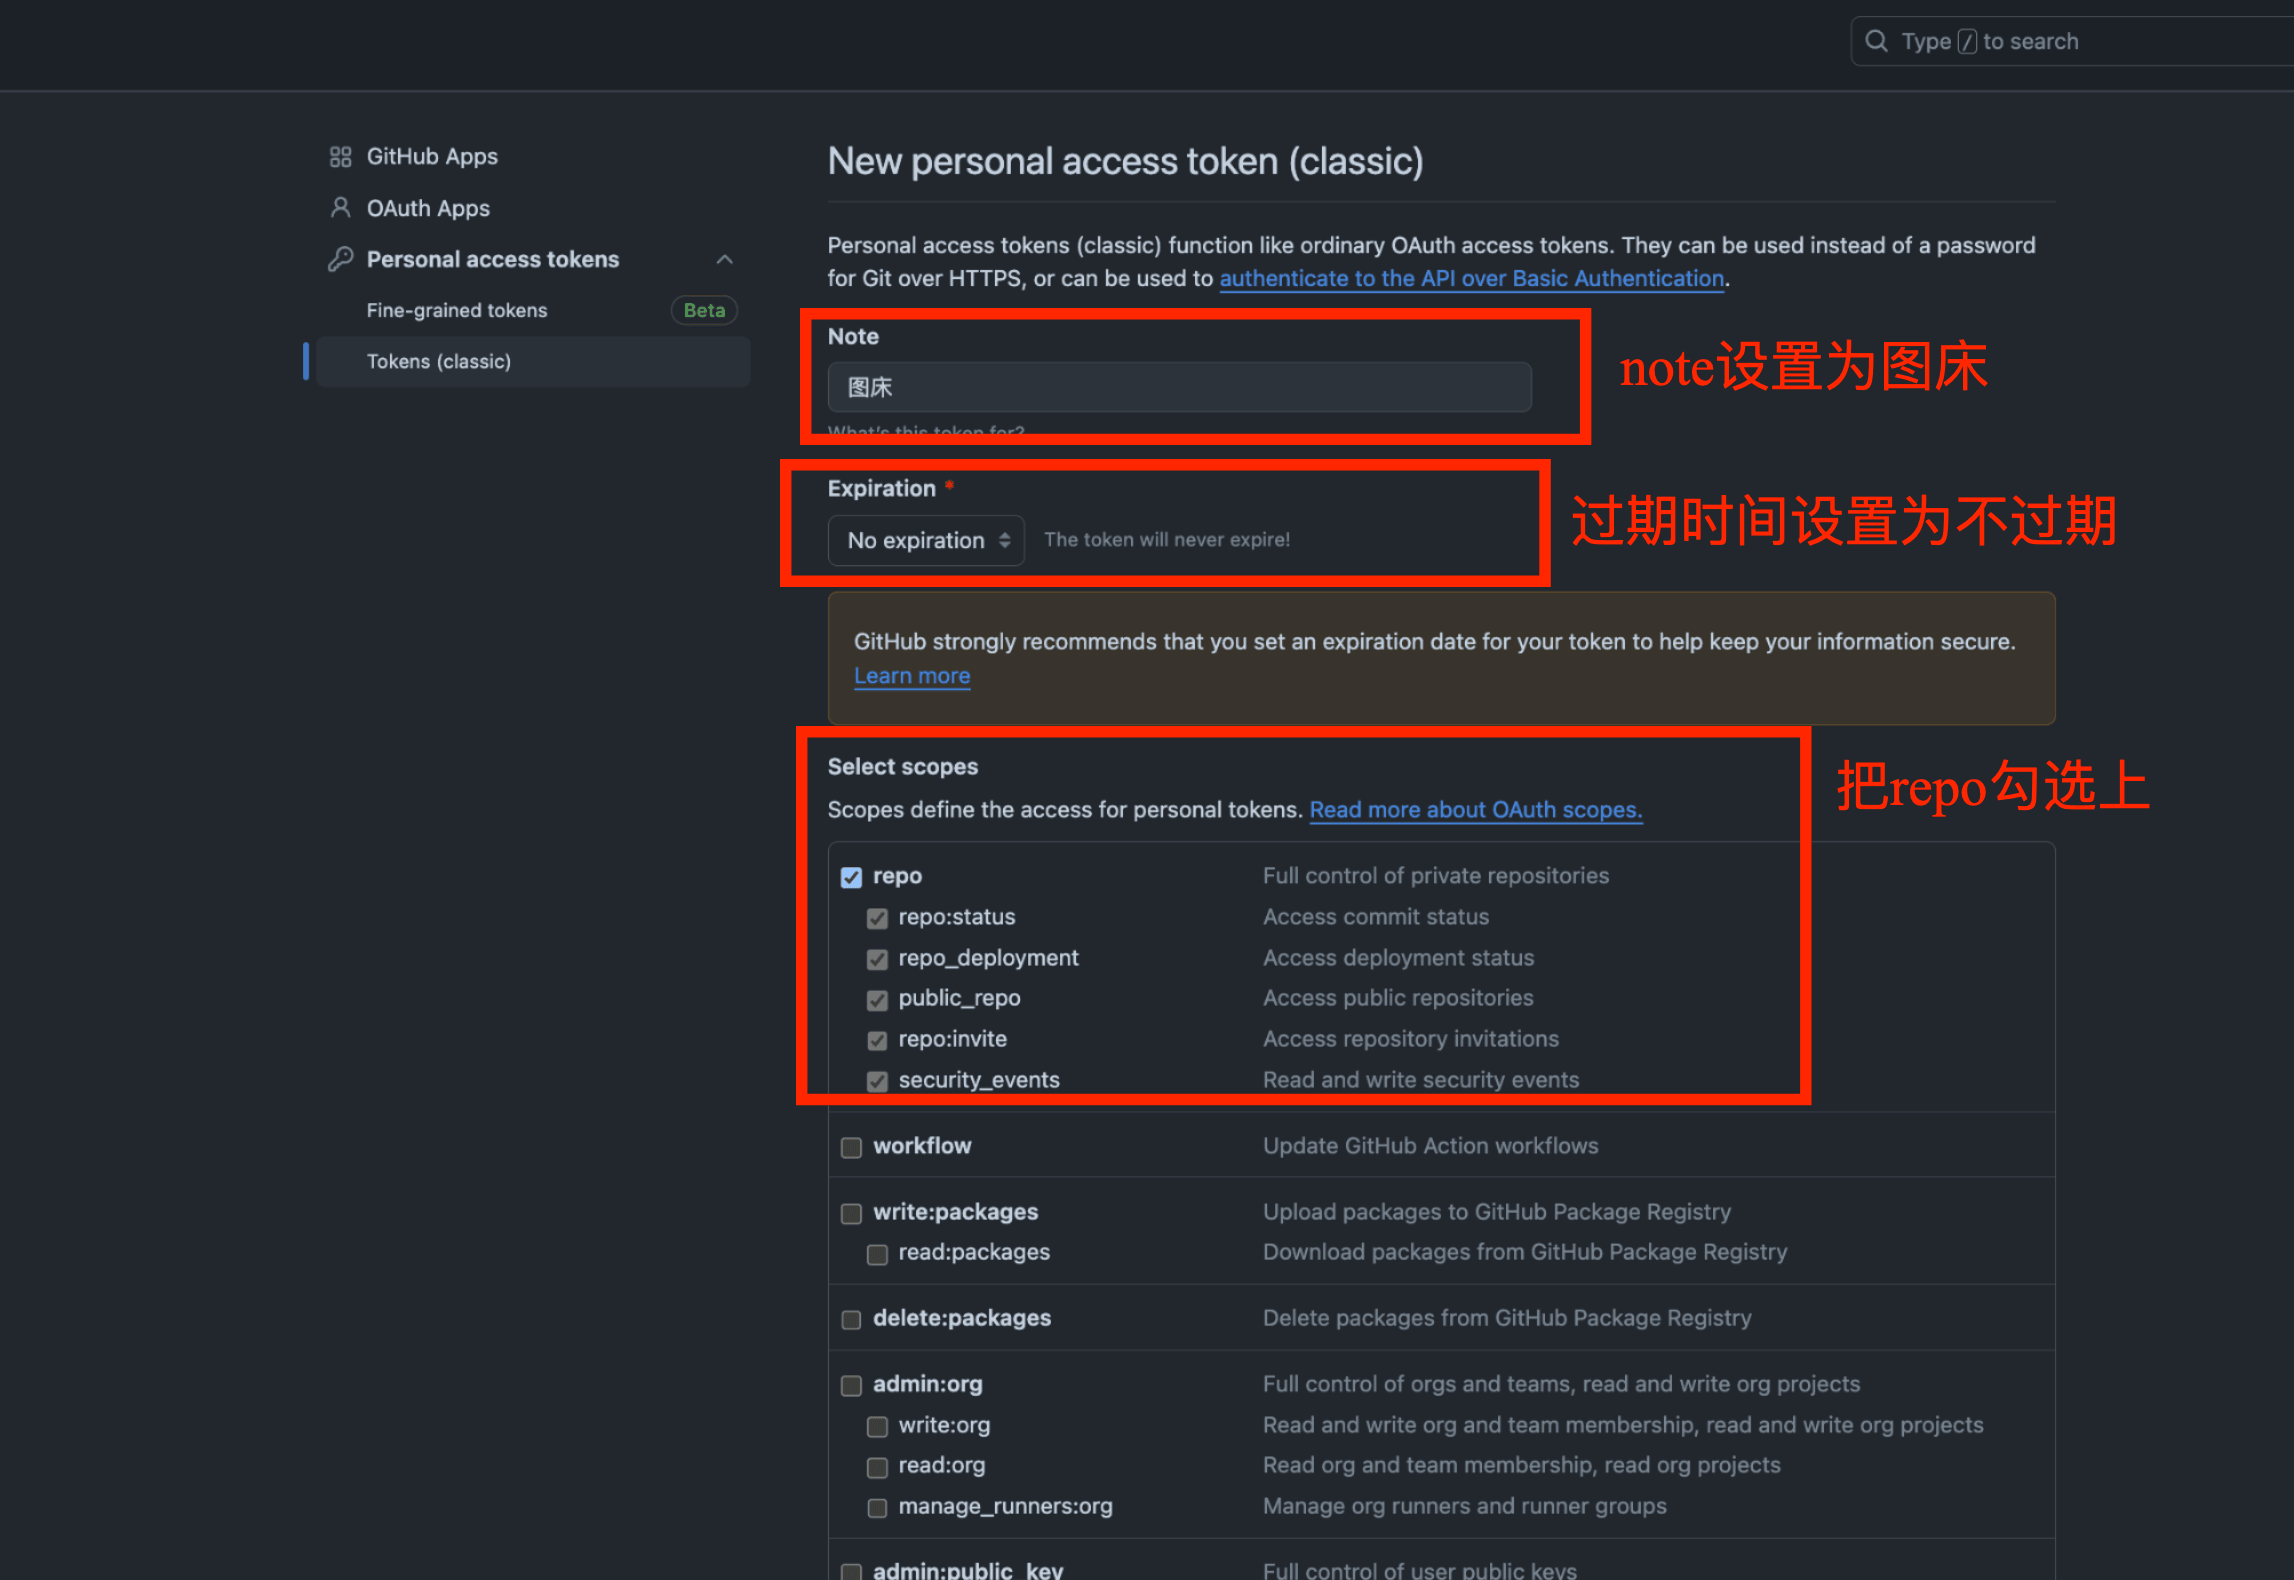 Type / to search
GitHub Apps
OAuth Apps
Personal access tokens
Fine-grained tokens Beta
Tokens (classic)
New personal access token (classic)
Personal access tokens (classic) function like ordinary OAuth access tokens. They can be used instead of a password
for Git over HTTPS, or can be used to authenticate to the API over Basic Authentication.
Note
图床
What's this token for?
note设置为图床
Expiration *
No expiration The token will never expire!
过期时间设置为不过期
GitHub strongly recommends that you set an expiration date for your token to help keep your information secure.
Learn more
Select scopes
Scopes define the access for personal tokens. Read more about OAuth scopes.
把repo勾选上
repo Full control of private repositories
repo:status Access commit status
repo_deployment Access deployment status
public_repo Access public repositories
repo:invite Access repository invitations
security_events Read and write security events
workflow Update GitHub Action workflows
write:packages Upload packages to GitHub Package Registry
read:packages Download packages from GitHub Package Registry
delete:packages Delete packages from GitHub Package Registry
admin:org Full control of orgs and teams, read and write org projects
write:org Read and write org and team membership, read and write org projects
read:org Read org and team membership, read org projects
manage_runners:org Manage org runners and runner groups
admin:public_key Full control of user public keys